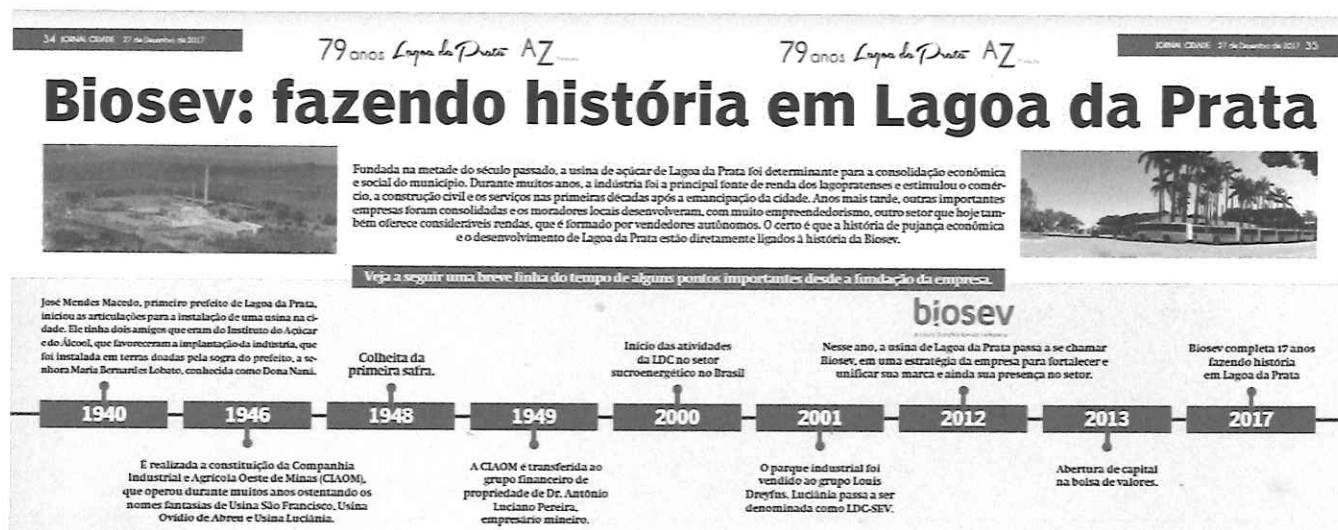 34 JORNAL CIDADE 27 de Dezembro de 2017
79 anos Lagoa da Prata AZ
79 anos Lagoa da Prata AZ
JORNAL CIDADE 27 de Dezembro de 2017 35
Biosev: fazendo história em Lagoa da Prata
Fundada na metade do século passado, a usina de açúcar de Lagoa da Prata foi determinante para a consolidação econômica
e social do município. Durante muitos anos, a indústria foi a principal fonte de renda dos lagopratenses e estimulou o comér-
cio, a construção civil e os serviços nas primeiras décadas após a emancipação da cidade. Anos mais tarde, outras importantes
empresas foram consolidadas e os moradores locais desenvolveram, com muito empreendedorismo, outro setor que hoje tam-
bém oferece consideráveis rendas, que é formado por vendedores autônomos. O certo é que a história de pujança econômica
e o desenvolvimento de Lagoa da Prata estão diretamente ligados à história da Biosev.
Veja a seguir uma breve linha do tempo de alguns pontos importantes desde a fundação da empresa.
José Mendes Macedo, primeiro prefeito de Lagoa da Prata,
iniciou as articulações para a instalação de uma usina na ci-
dade. Ele tinha dois amigos que eram do Instituto do Açúcar
e do Álcool, que favoreceram a implantação da indústria, que
foi instalada em terras doadas pela sogra do prefeito, a se-
nhora Maria Bernardes Lobato, conhecida como Dona Naná.
1940
1946
É realizada a constituição da Companhia
Industrial e Agrícola Oeste de Minas (CIAOM),
que operou durante muitos anos ostentando os
nomes fantasias de Usina São Francisco, Usina
Ovídio de Abreu e Usina Luciânia.
Colheita da
primeira safra.
1948
1949
A CIAOM é transferida ao
grupo financeiro de
propriedade de Dr. Antônio
Luciano Pereira,
empresário mineiro.
Início das atividades
da LDC no setor
sucroenergético no Brasil
2000
2001
O parque industrial foi
vendido ao grupo Louis
Dreyfus. Luciânia passa a ser
denominada como LDC-SEV.
biosev
Nesse ano, a usina de Lagoa da Prata passa a se chamar
Biosev, em uma estratégia da empresa para fortalecer e
unificar sua marca e ainda sua presença no setor.
2012
2013
Abertura de capital
na bolsa de valores.
Biosev completa 17 anos
fazendo história
em Lagoa da Prata
2017